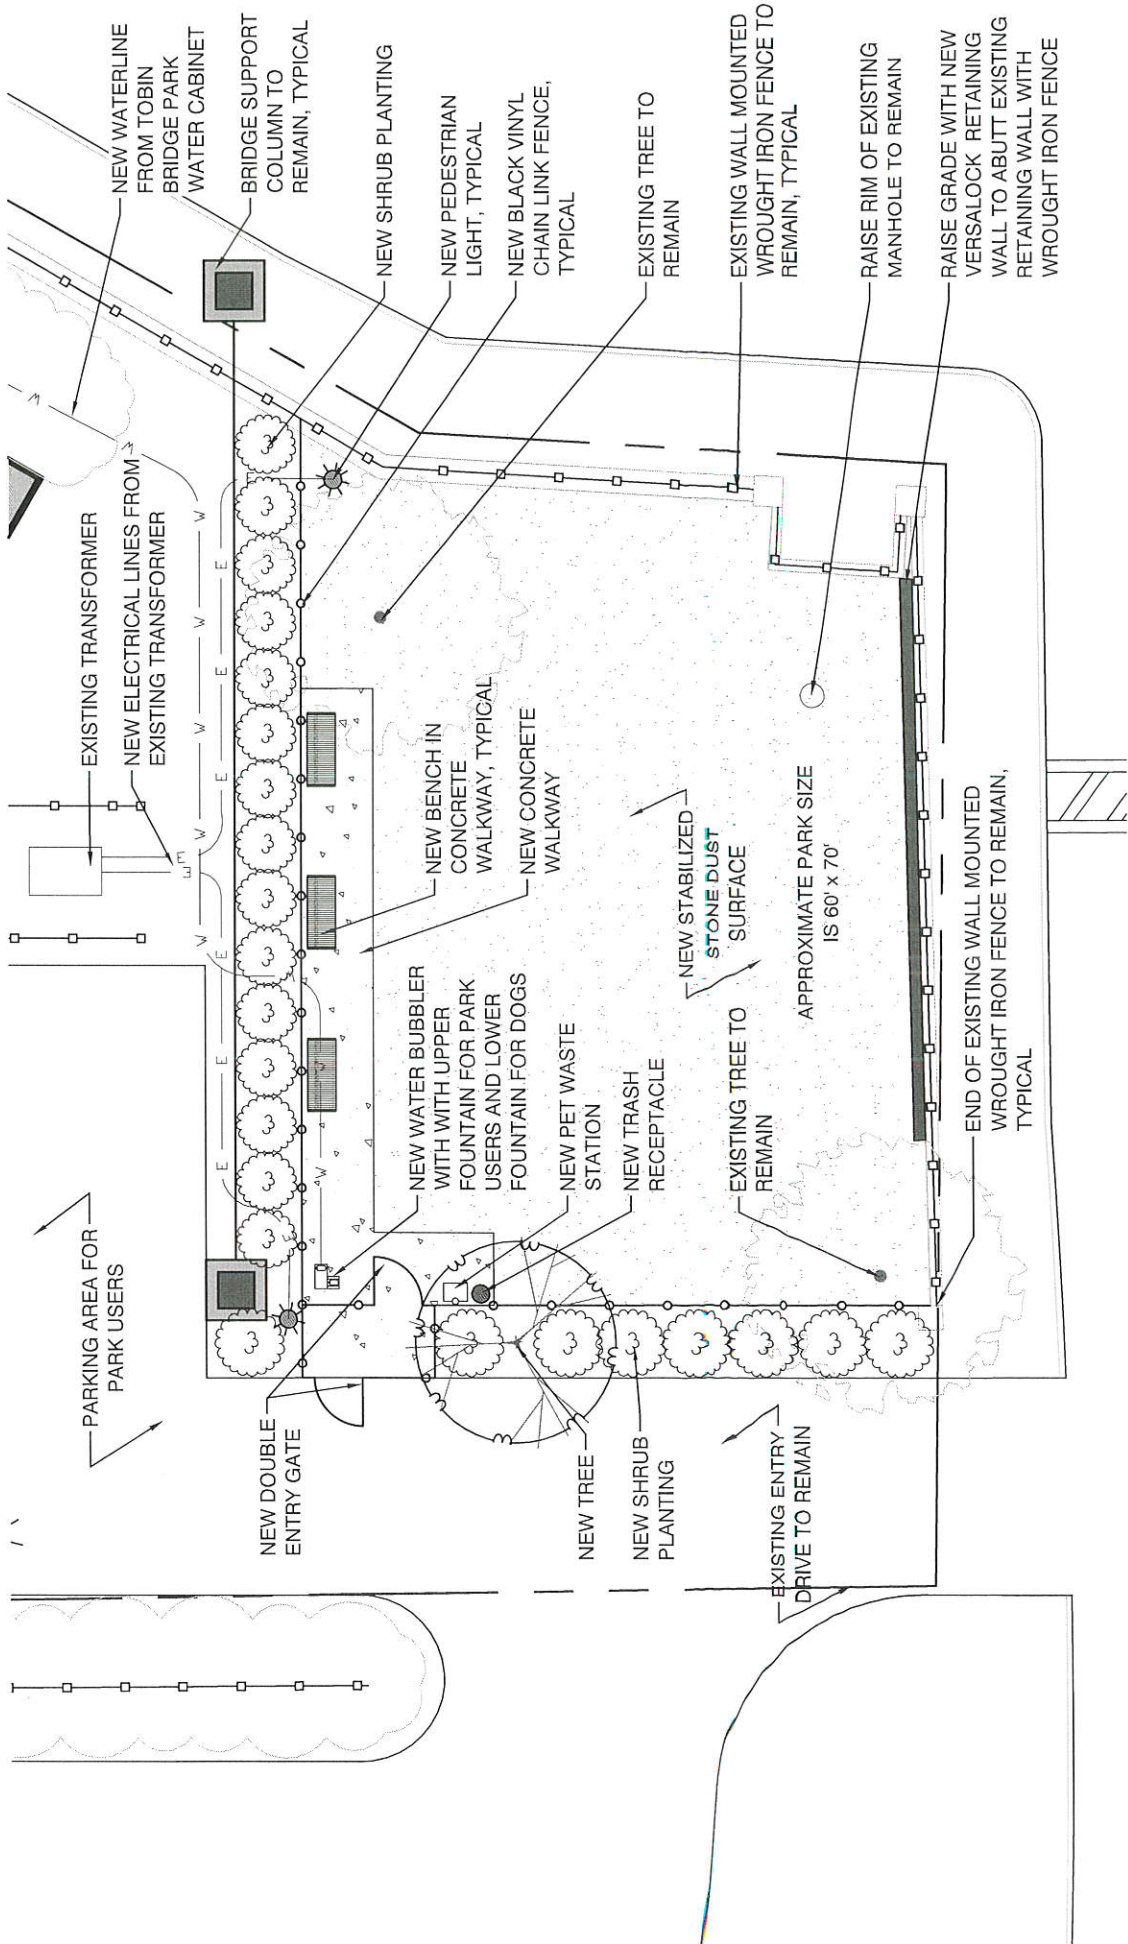 NEW WATERLINE
FROM TOBIN
BRIDGE PARK
WATER CABINET
BRIDGE SUPPORT
COLUMN TO
REMAIN, TYPICAL
NEW SHRUB PLANTING
NEW PEDESTRIAN
LIGHT, TYPICAL
NEW BLACK VINYL
CHAIN LINK FENCE,
TYPICAL
EXISTING TREE TO
REMAIN
EXISTING WALL MOUNTED
WROUGHT IRON FENCE TO
REMAIN, TYPICAL
RAISE RIM OF EXISTING
MANHOLE TO REMAIN
RAISE GRADE WITH NEW
VERSALOCK RETAINING
WALL TO ABUTT EXISTING
RETAINING WALL WITH
WROUGHT IRON FENCE
EXISTING TRANSFORMER
NEW ELECTRICAL LINES FROM
EXISTING TRANSFORMER
W
W
W
W
W
W
W
E
E
E
E
E
E
E
NEW BENCH IN
CONCRETE
WALKWAY, TYPICAL
NEW CONCRETE
WALKWAY
NEW STABILIZED
STONE DUST
SURFACE
APPROXIMATE PARK SIZE
IS 60' x 70'
NEW WATER BUBBLER
WITH WITH UPPER
FOUNTAIN FOR PARK
USERS AND LOWER
FOUNTAIN FOR DOGS
NEW PET WASTE
STATION
NEW TRASH
RECEPTACLE
EXISTING TREE TO
REMAIN
END OF EXISTING WALL MOUNTED
WROUGHT IRON FENCE TO REMAIN,
TYPICAL
PARKING AREA FOR
PARK USERS
NEW DOUBLE
ENTRY GATE
NEW TREE
NEW SHRUB
PLANTING
EXISTING ENTRY
DRIVE TO REMAIN